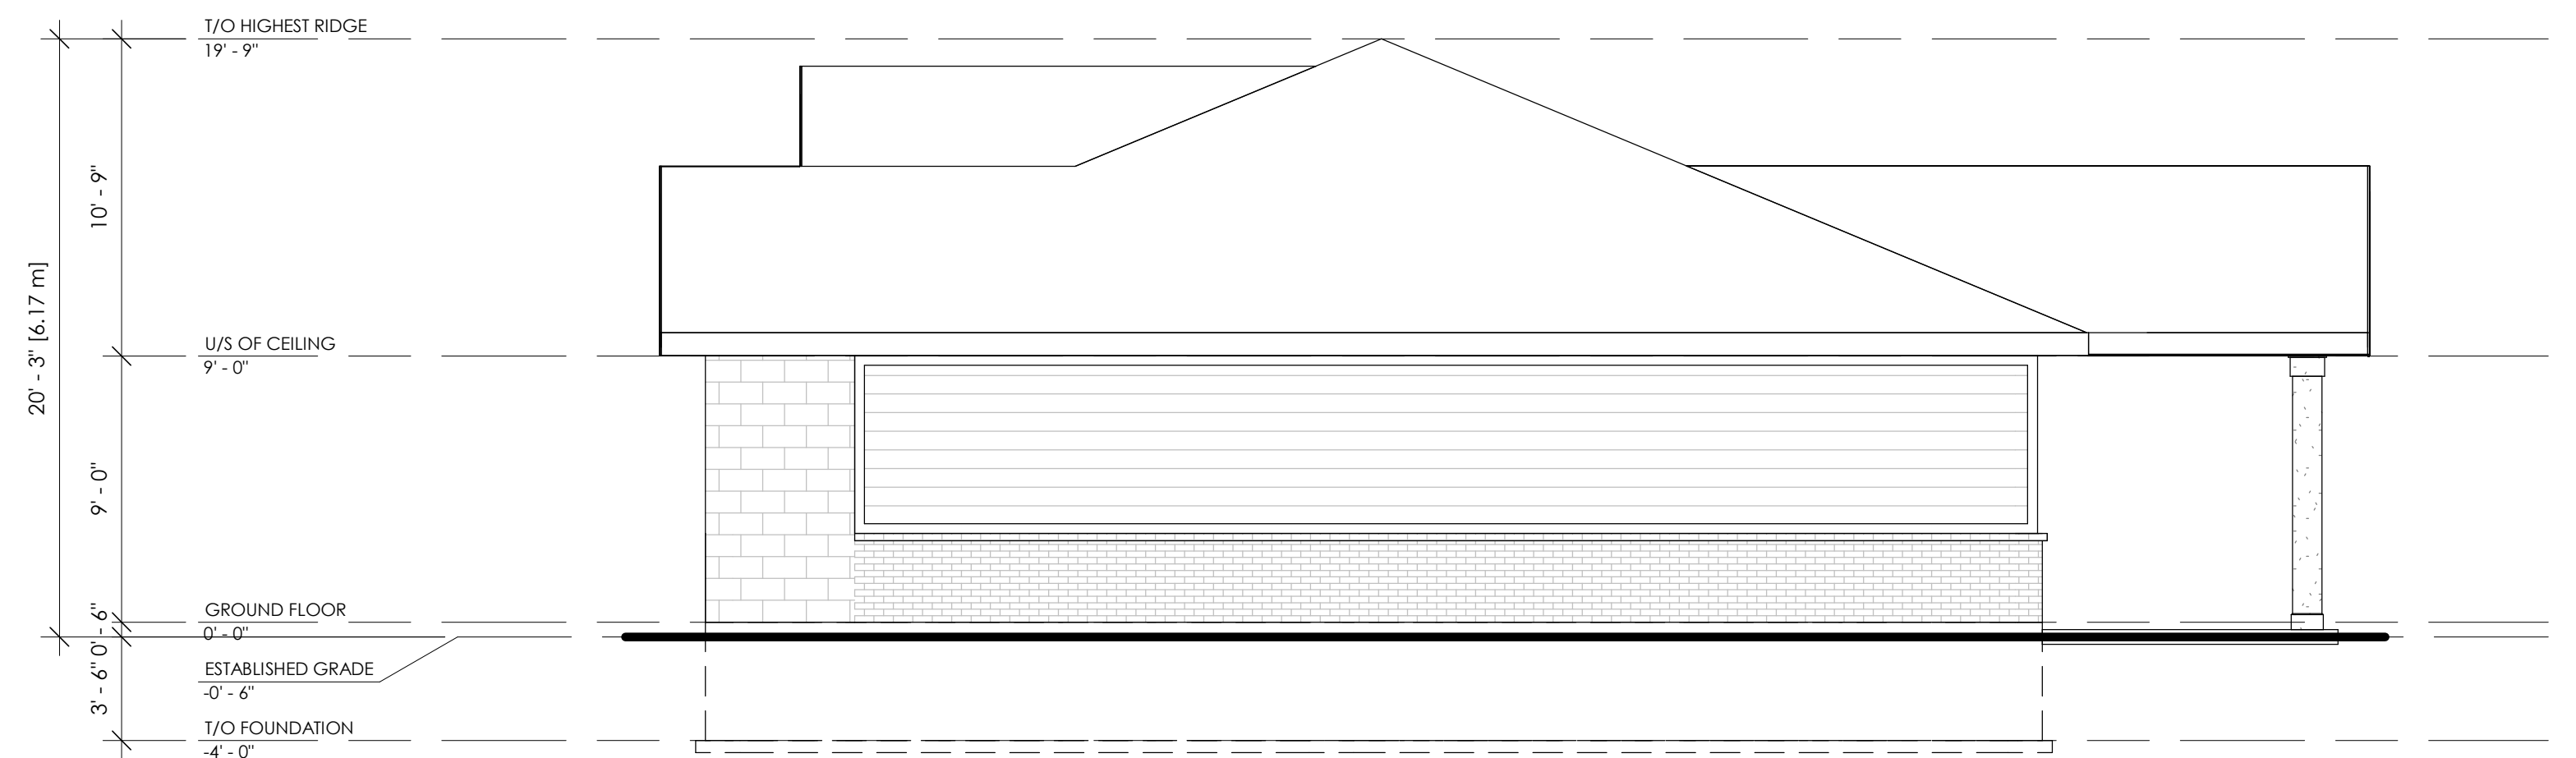 T/O HIGHEST RIDGE
19' - 9"
10' - 9"
20' - 3" [6.17 m]
U/S OF CEILING
9' - 0"
9' - 0"
GROUND FLOOR
0' - 0"
0' - 6"
ESTABLISHED GRADE
-0' - 6"
3' - 6"
T/O FOUNDATION
-4' - 0"